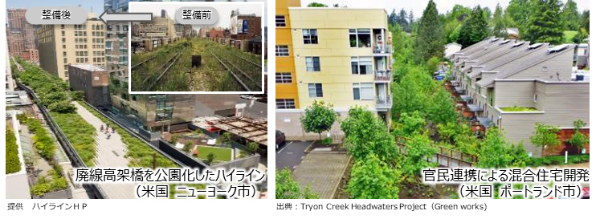 整備後
整備前
廃線高架橋を公園化したハイライン
（米国　ニューヨーク市）
官民連携による混合住宅開発
（米国　ポートランド市）
提供　ハイラインＨＰ
出典：Tryon Creek Headwaters Project（Green works)